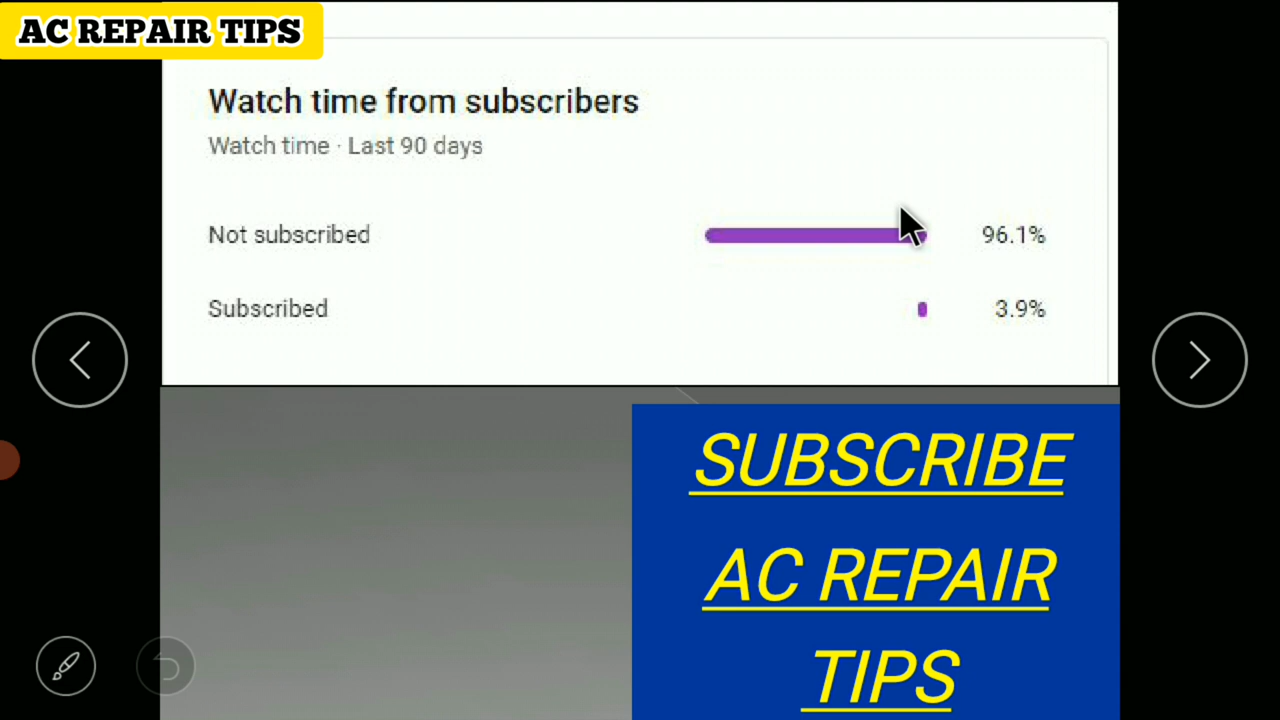 AC REPAIR TIPS
Watch time from subscribers
Watch time · Last 90 days
Not subscribed 96.1%
Subscribed 3.9%
SUBSCRIBE
AC REPAIR
TIPS